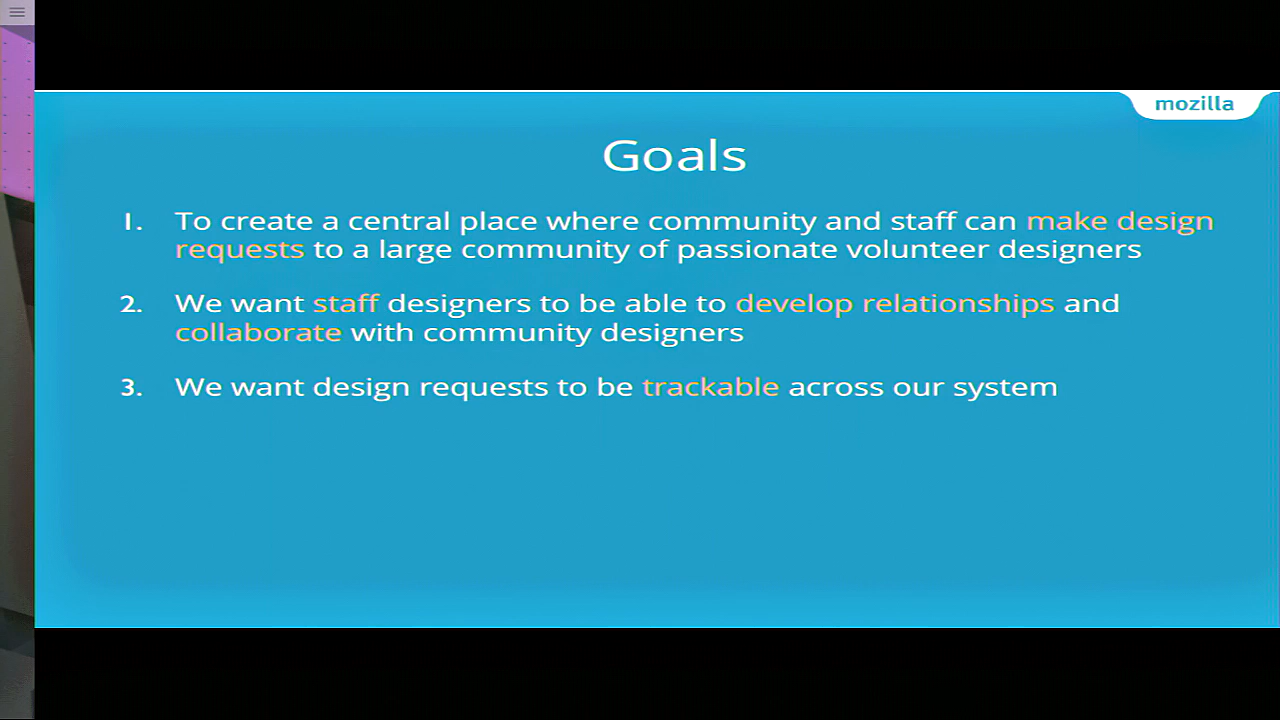 mozilla
Goals
1. To create a central place where community and staff can make design
requests to a large community of passionate volunteer designers
2. We want staff designers to be able to develop relationships and
collaborate with community designers
3. We want design requests to be trackable across our system